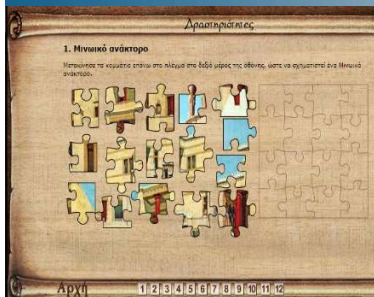 Δραστηριότητες
1. Μινωικό ανάκτορο
Μετακίνησε τα κομμάτια επάνω στο πλέγμα στο δεξιό μέρος της οθόνης, ώστε να σχηματιστεί ένα Μινωικό
ανάκτορο.
Αρχή
1 2 3 4 5 6 7 8 9 10 11 12